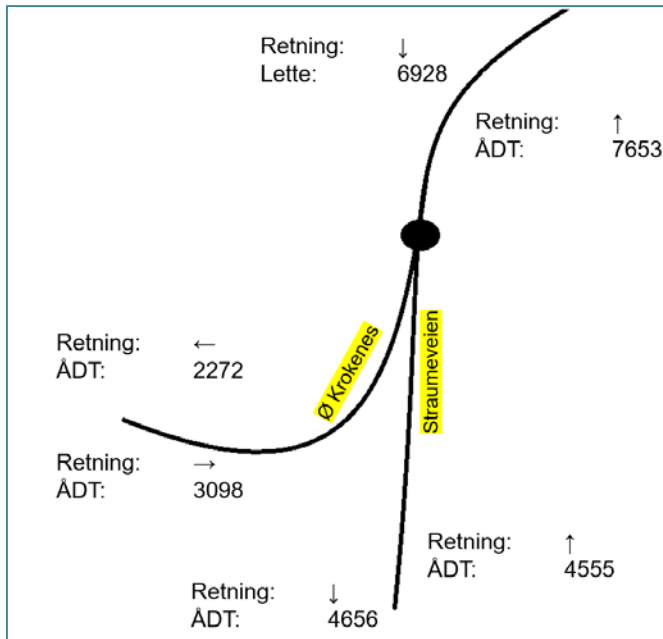 Retning: ↓
Lette: 6928
Retning: ↑
ÅDT: 7653
Ø Krokenes
Straumeveien
Retning: ←
ÅDT: 2272
Retning: →
ÅDT: 3098
Retning: ↑
ÅDT: 4555
Retning: ↓
ÅDT: 4656